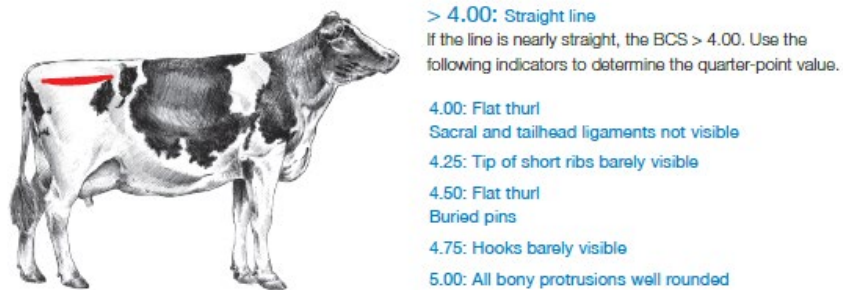 > 4.00: Straight line
If the line is nearly straight, the BCS > 4.00. Use the
following indicators to determine the quarter-point value.
4.00: Flat thurl
Sacral and tailhead ligaments not visible
4.25: Tip of short ribs barely visible
4.50: Flat thurl
Buried pins
4.75: Hooks barely visible
5.00: All bony protrusions well rounded